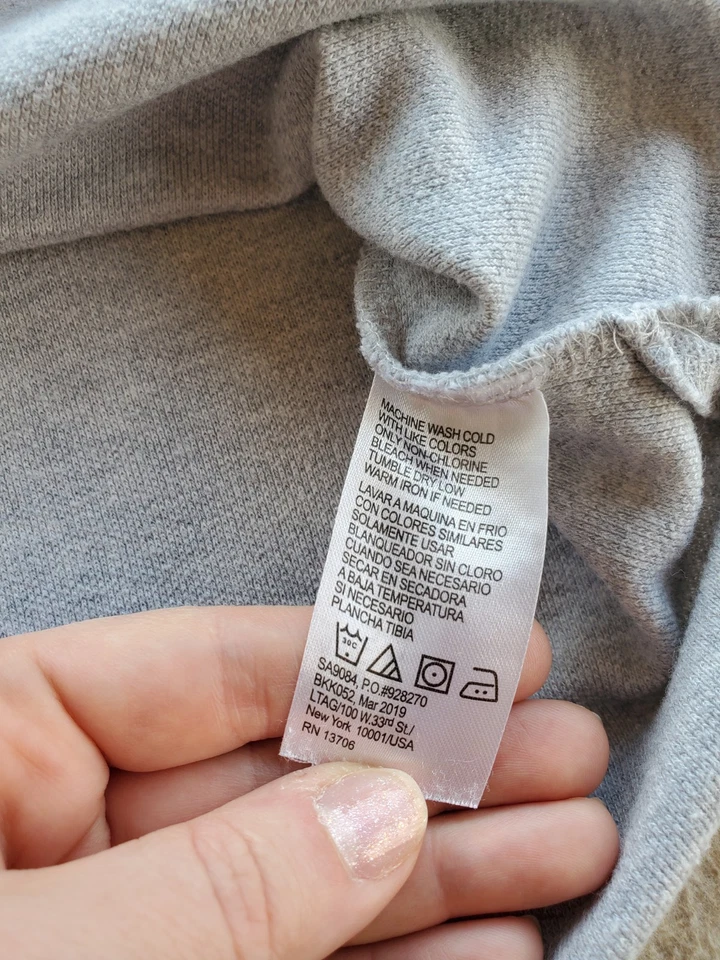 MACHINE WASH COLD
WITH LIKE COLORS
ONLY NON-CHLORINE
BLEACH WHEN NEEDED
TUMBLE DRY LOW
WARM IRON IF NEEDED
LAVAR A MAQUINA EN FRIO
CON COLORES SIMILARES
SOLAMENTE USAR
BLANQUEADOR SIN CLORO
CUANDO SEA NECESARIO
SECAR EN SECADORA
A BAJA TEMPERATURA
SI NECESARIO
PLANCHA TIBIA
30C
SA9084, P.O.#928270
BKK052, Mar 2019
LTAG/100 W.33rd St./
New York 10001/USA
RN 13706